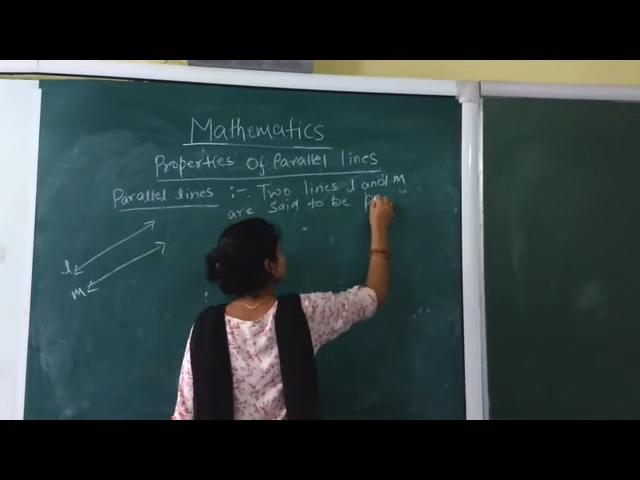 Mathematics
Properties of Parallel lines
Parallel lines :- Two lines l and m
are said to be
l
m